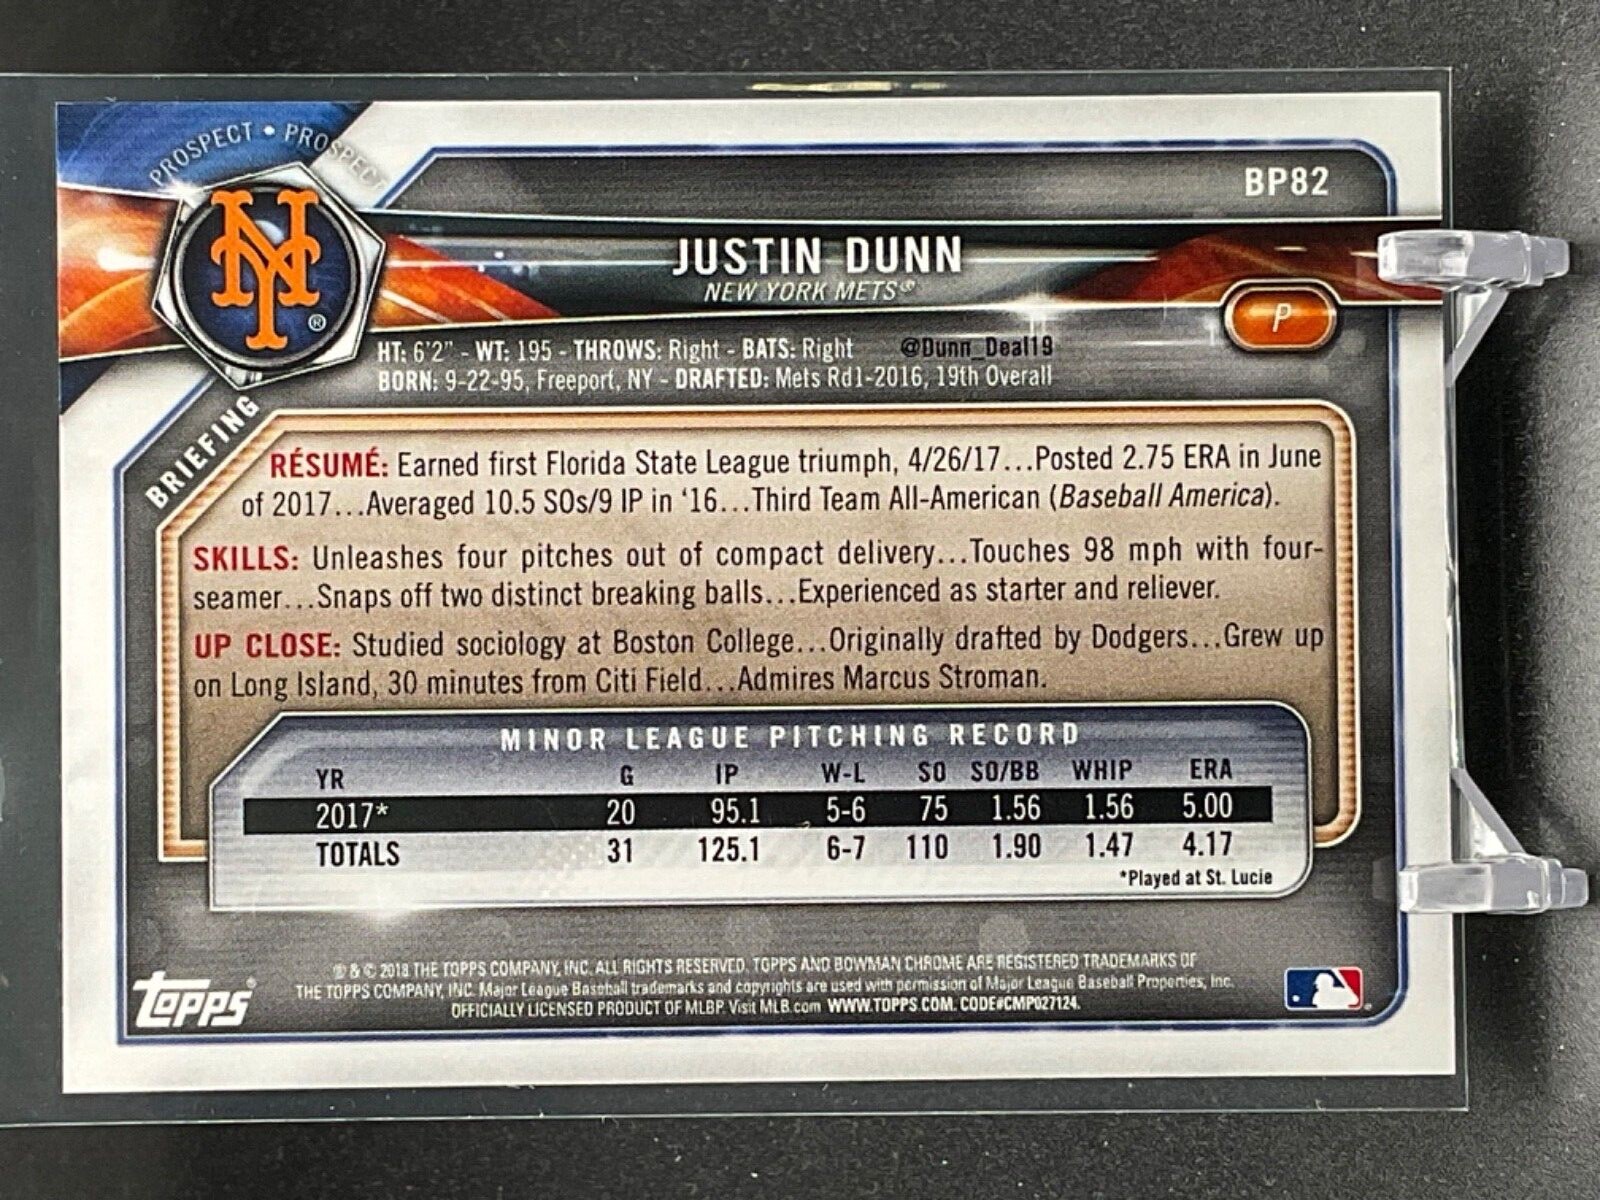 PROSPECT • PROSPECT
BP82
NY
®
JUSTIN DUNN
NEW YORK METS®
P
HT: 6'2" - WT: 195 - THROWS: Right - BATS: Right @Dunn_Deal19
BORN: 9-22-95, Freeport, NY - DRAFTED: Mets Rd1-2016, 19th Overall
BRIEFING
RÉSUMÉ: Earned first Florida State League triumph, 4/26/17...Posted 2.75 ERA in June
of 2017...Averaged 10.5 SOs/9 IP in '16...Third Team All-American (Baseball America).
SKILLS: Unleashes four pitches out of compact delivery...Touches 98 mph with four-
seamer...Snaps off two distinct breaking balls...Experienced as starter and reliever.
UP CLOSE: Studied sociology at Boston College...Originally drafted by Dodgers...Grew up
on Long Island, 30 minutes from Citi Field...Admires Marcus Stroman.
MINOR LEAGUE PITCHING RECORD
YR G IP W-L SO SO/BB WHIP ERA
2017* 20 95.1 5-6 75 1.56 1.56 5.00
TOTALS 31 125.1 6-7 110 1.90 1.47 4.17
*Played at St. Lucie
® & © 2018 THE TOPPS COMPANY, INC. ALL RIGHTS RESERVED. TOPPS AND BOWMAN CHROME ARE REGISTERED TRADEMARKS OF
THE TOPPS COMPANY, INC. Major League Baseball trademarks and copyrights are used with permission of Major League Baseball Properties, Inc.
OFFICIALLY LICENSED PRODUCT OF MLBP. Visit MLB.com WWW.TOPPS.COM. CODE#CMP027124.
topps®